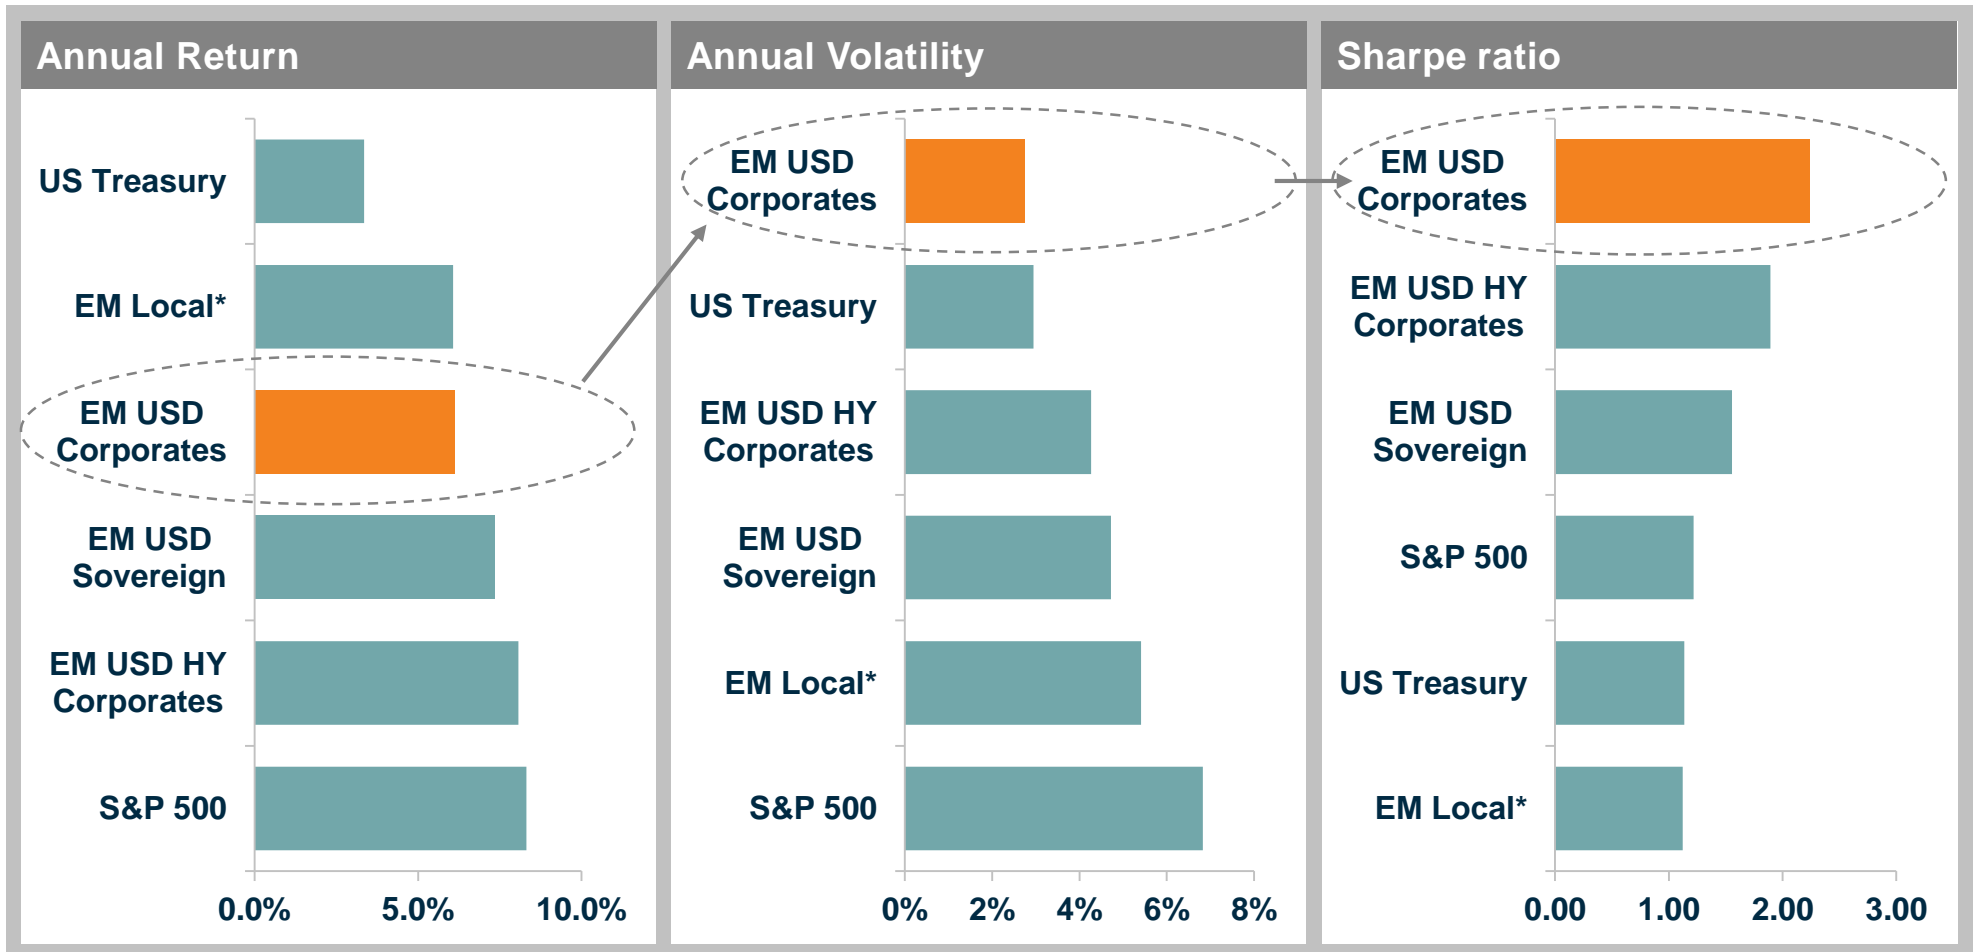 Annual Return
US Treasury
EM Local*
EM USD
Corporates
EM USD
Sovereign
EM USD HY
Corporates
S&P 500
0.0%
5.0%
10.0%
Annual Volatility
EM USD
Corporates
US Treasury
EM USD HY
Corporates
EM USD
Sovereign
EM Local*
S&P 500
0%
2%
4%
6%
8%
Sharpe ratio
EM USD
Corporates
EM USD HY
Corporates
EM USD
Sovereign
S&P 500
US Treasury
EM Local*
0.00
1.00
2.00
3.00